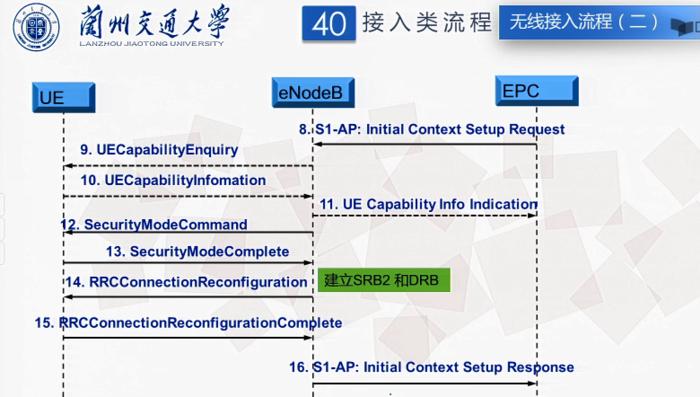 兰州交通大学
LANZHOU JIAOTONG UNIVERSITY
40 接入类流程
无线接入流程（二）
UE
eNodeB
EPC
8. S1-AP: Initial Context Setup Request
9. UECapabilityEnquiry
10. UECapabilityInfomation
11. UE Capability Info Indication
12. SecurityModeCommand
13. SecurityModeComplete
14. RRCConnectionReconfiguration
建立SRB2 和DRB
15. RRCConnectionReconfigurationComplete
16. S1-AP: Initial Context Setup Response